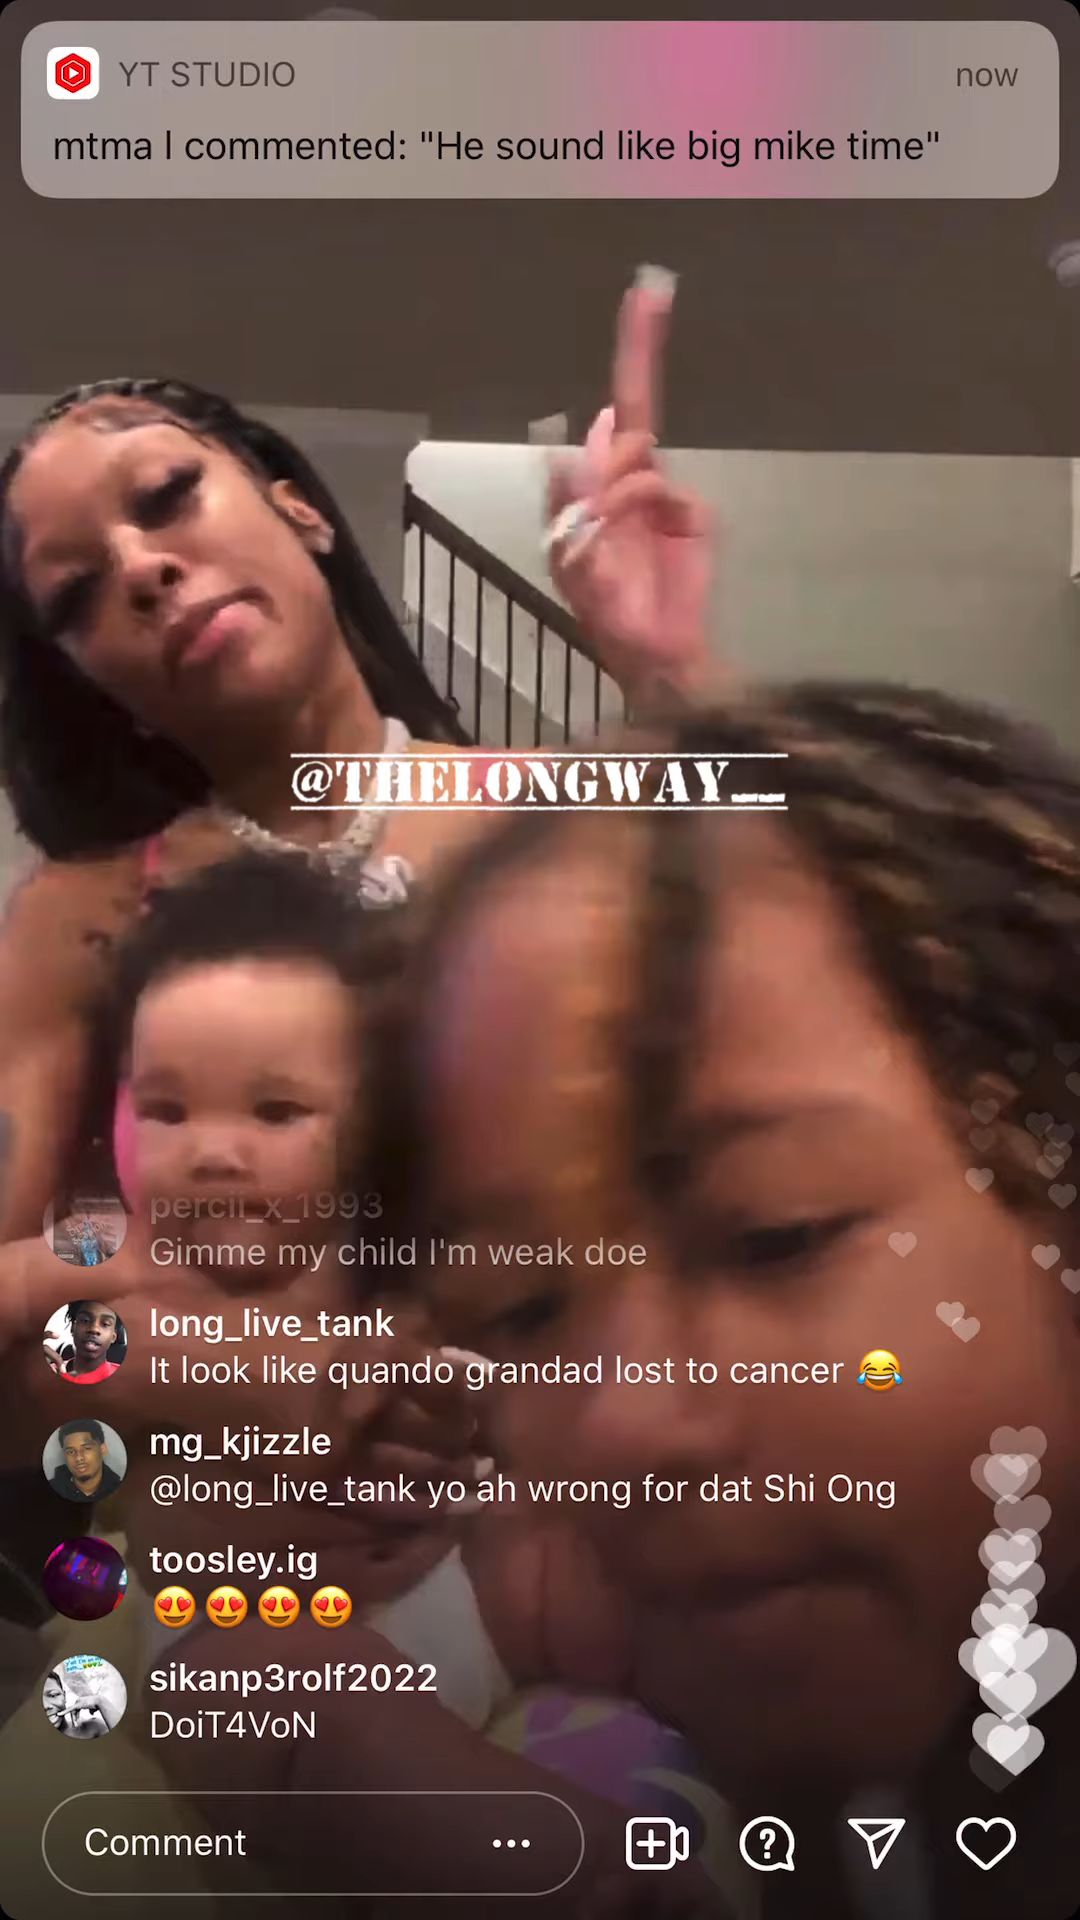 YT STUDIO
now
mtma l commented: "He sound like big mike time"
@THELONGWAY__
percii_x_1993
Gimme my child I'm weak doe
long_live_tank
It look like quando grandad lost to cancer 😂
mg_kjizzle
@long_live_tank yo ah wrong for dat Shi Ong
toosley.ig
😍😍😍😍
sikanp3rolf2022
DoiT4VoN
Comment